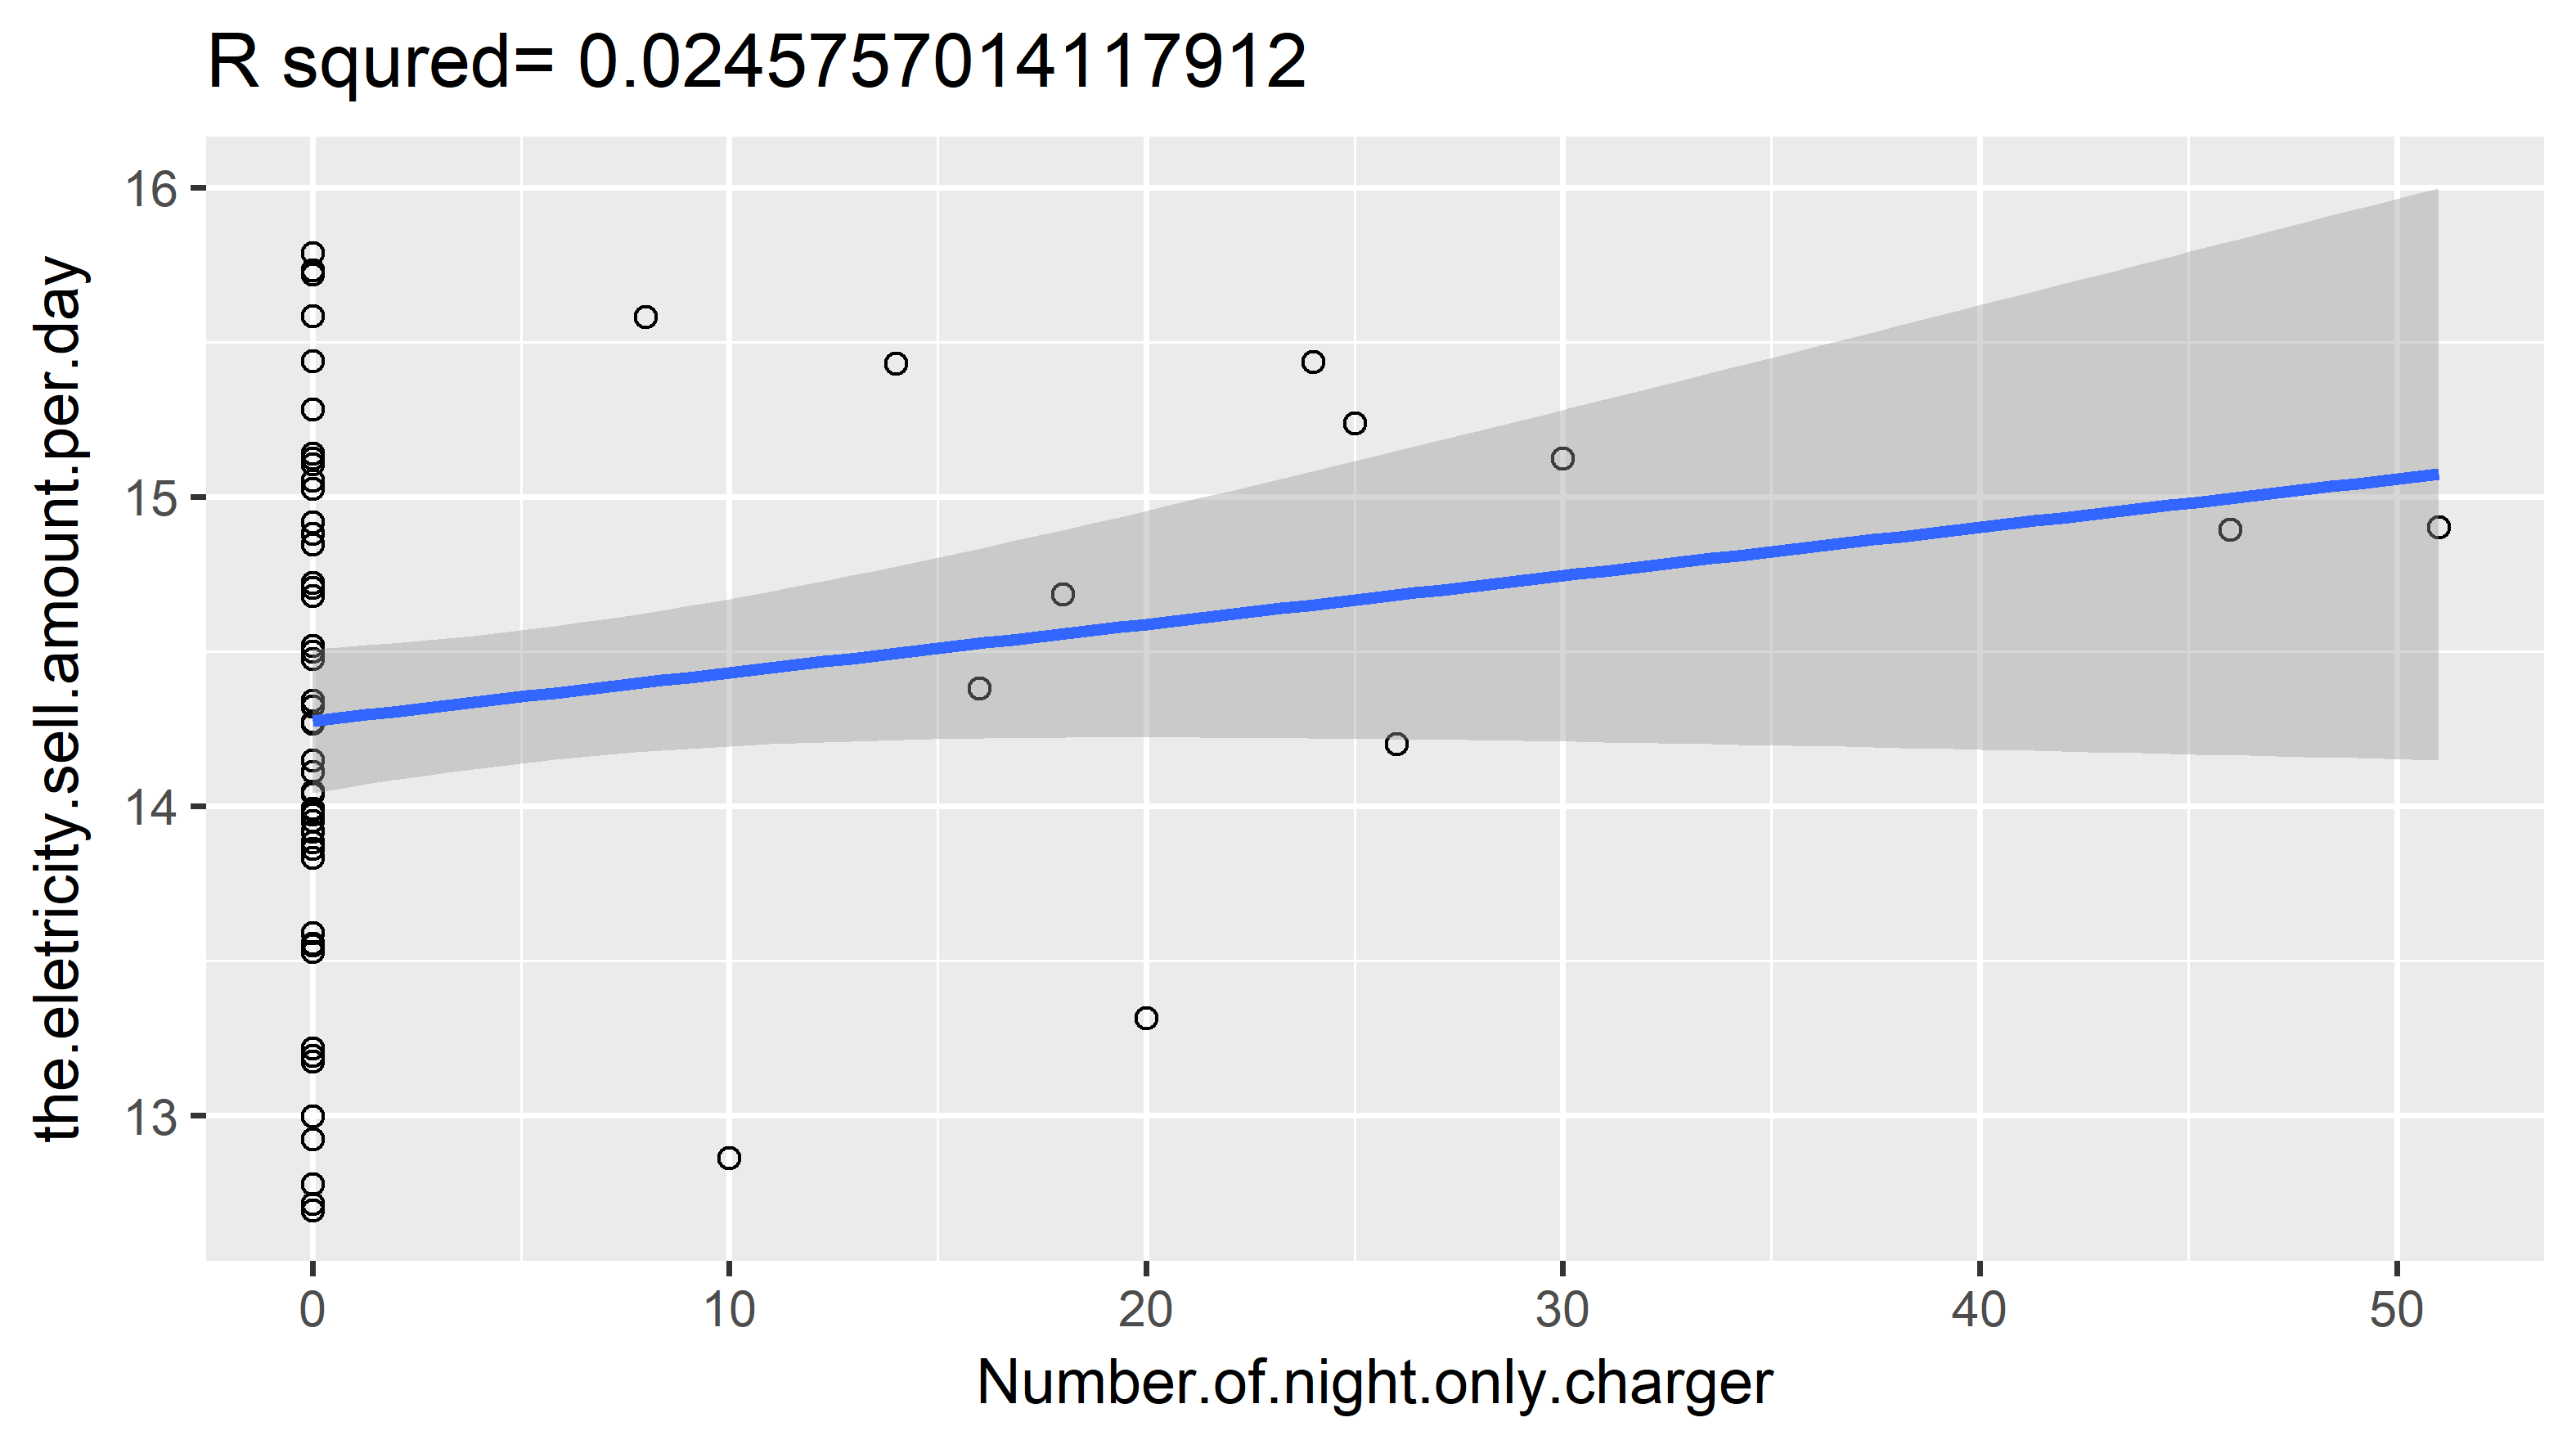 R squred= 0.0245757014117912
the.eletricity.sell.amount.per.day
16
15
14
13
0 10 20 30 40 50
Number.of.night.only.charger